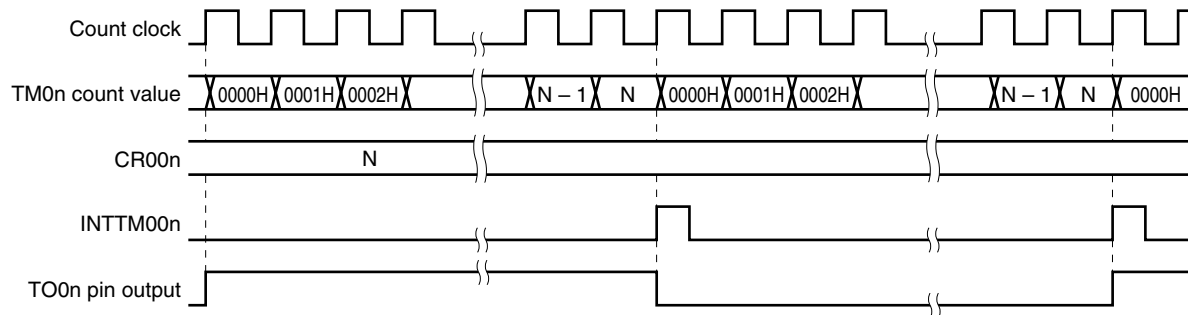 Count clock
TM0n count value 0000H 0001H 0002H N – 1 N 0000H 0001H 0002H N – 1 N 0000H
CR00n N
INTTM00n
TO0n pin output